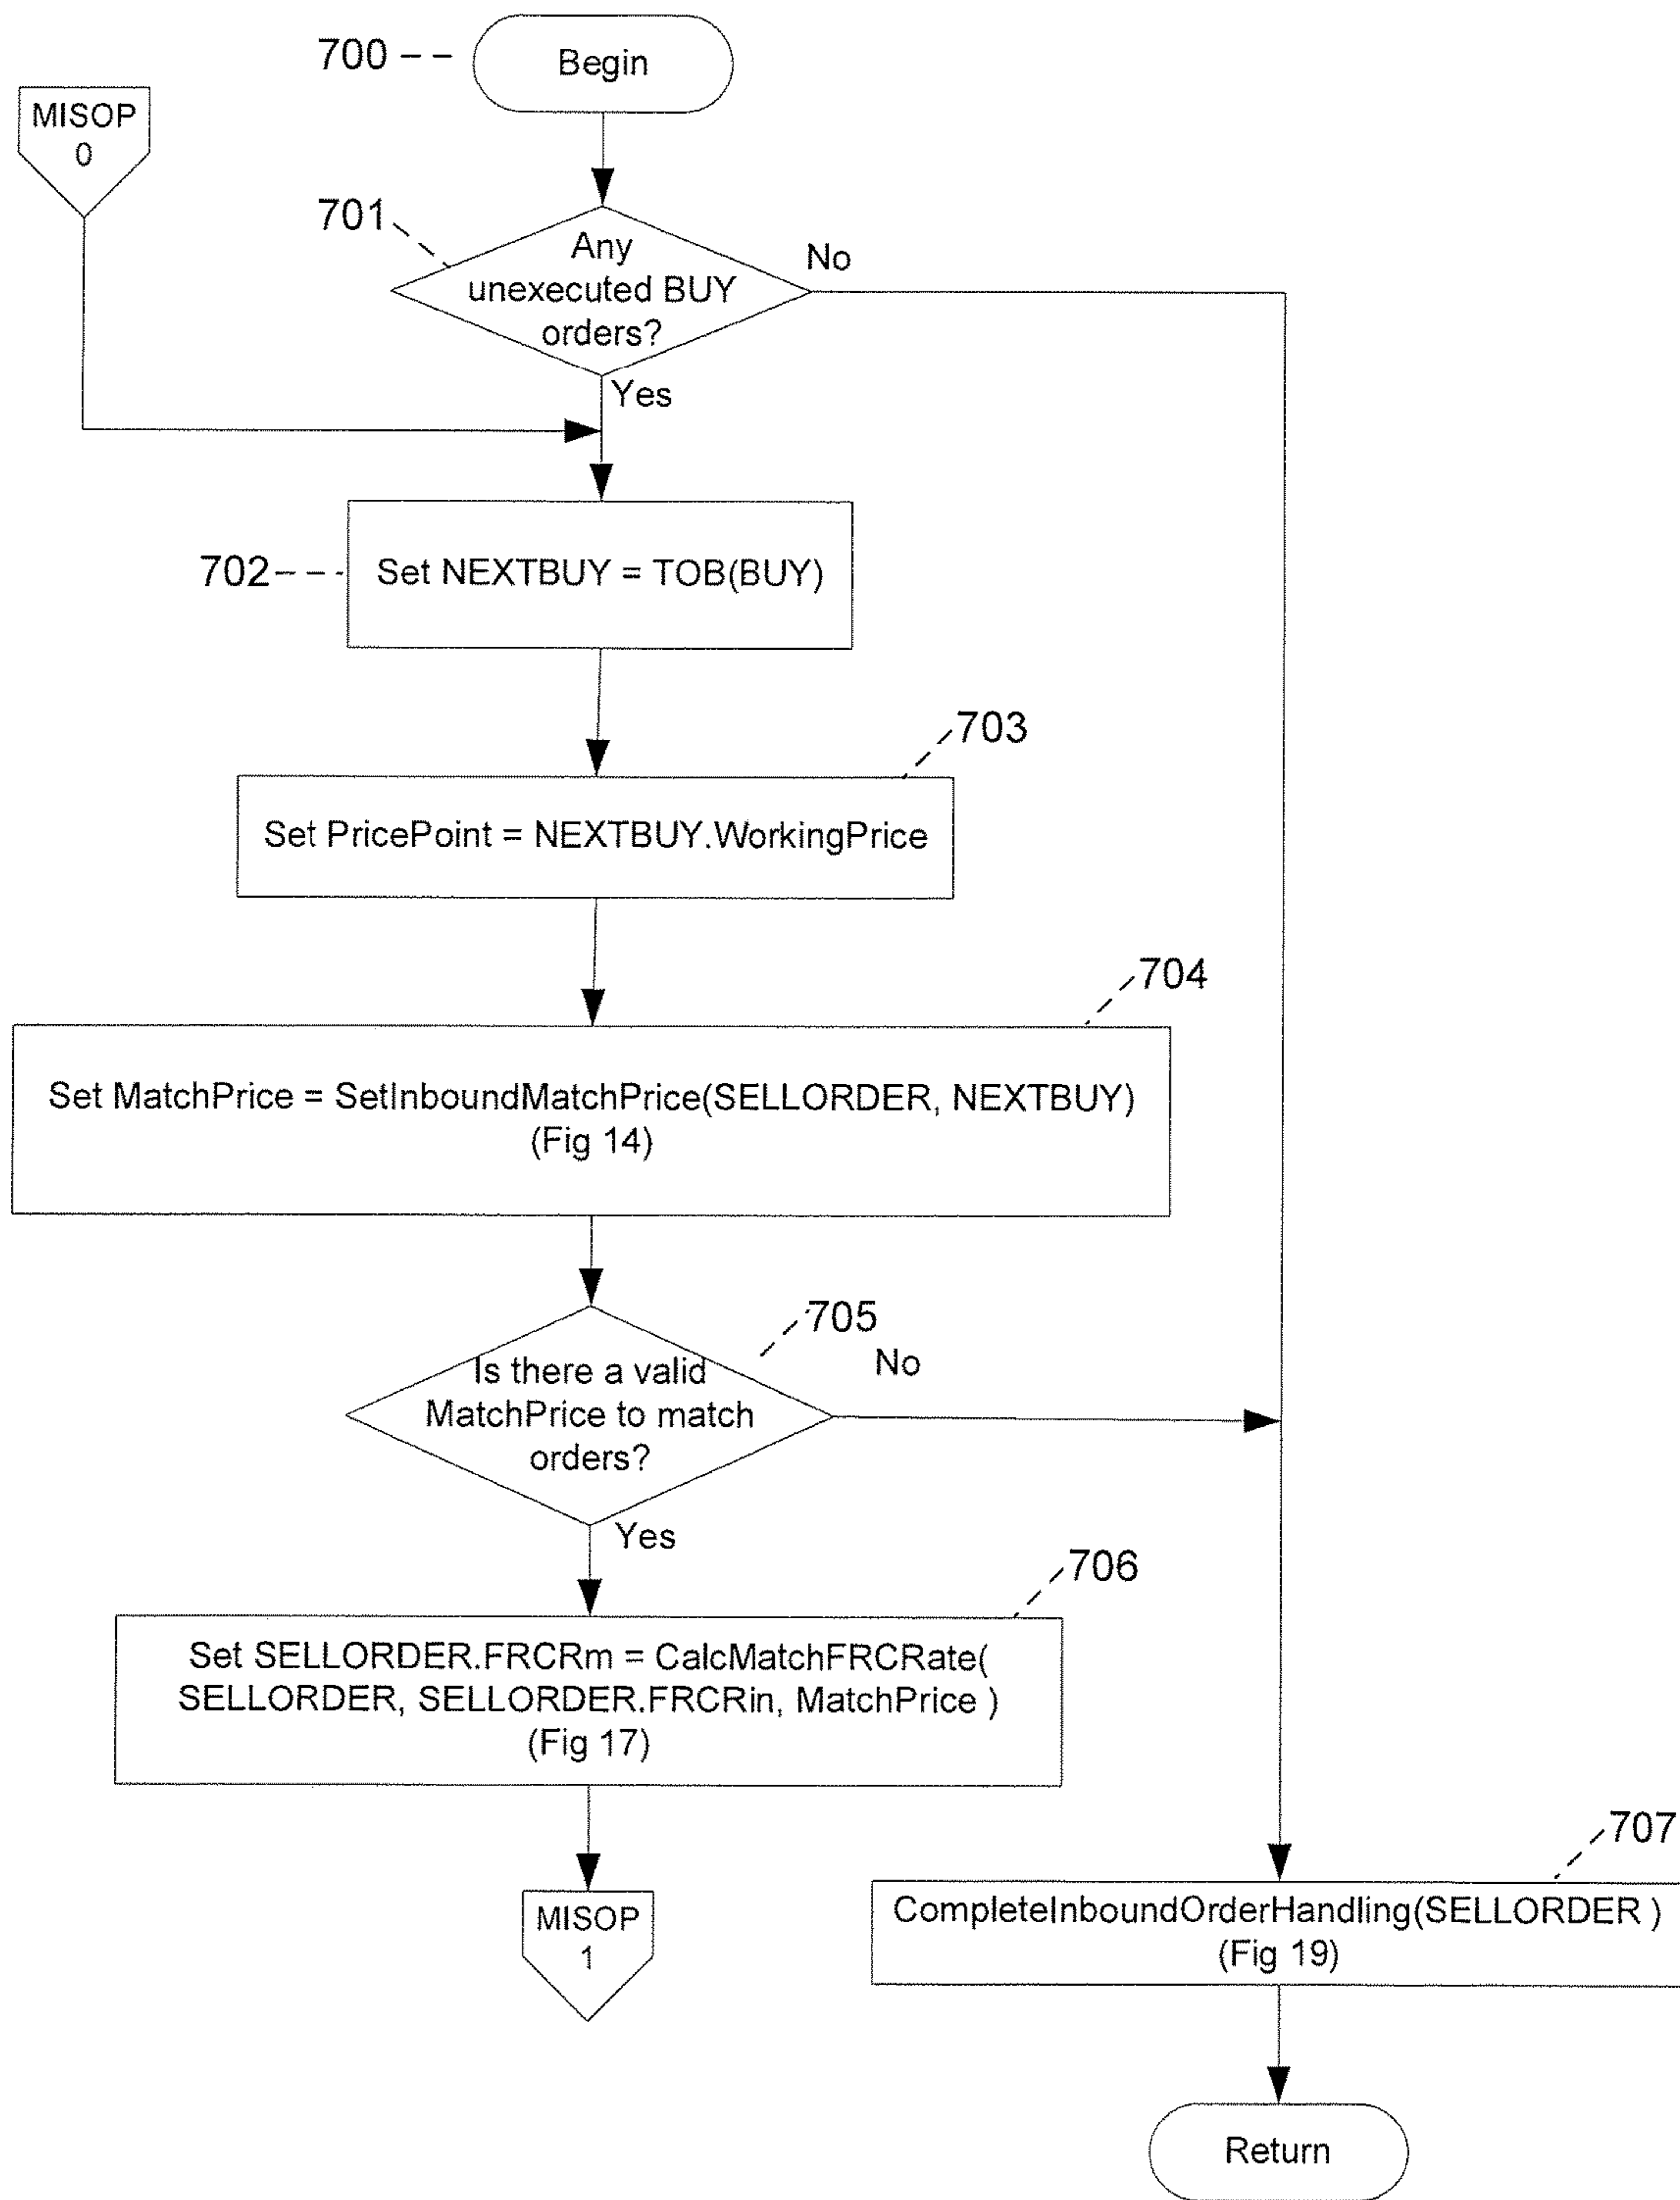 700
Begin
MISOP
0
701
Any
unexecuted BUY
orders?
No
Yes
702
Set NEXTBUY = TOB(BUY)
703
Set PricePoint = NEXTBUY.WorkingPrice
704
Set MatchPrice = SetInboundMatchPrice(SELLORDER, NEXTBUY)
(Fig 14)
705
Is there a valid
MatchPrice to match
orders?
No
Yes
706
Set SELLORDER.FRCRm = CalcMatchFRCRate(
SELLORDER, SELLORDER.FRCRin, MatchPrice )
(Fig 17)
MISOP
1
707
CompleteInboundOrderHandling(SELLORDER )
(Fig 19)
Return